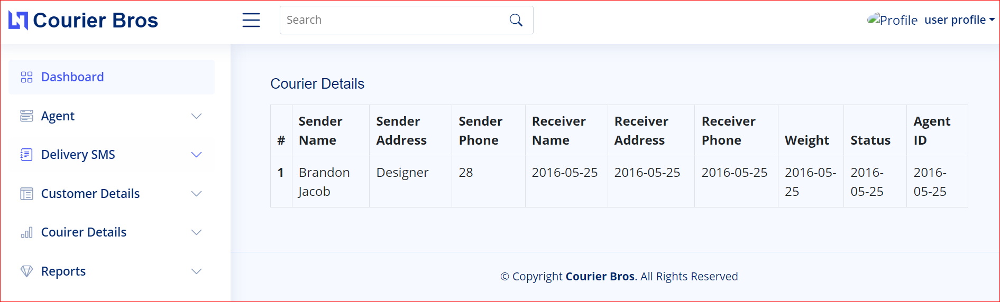 Courier Bros
Search
Profile
user profile
Dashboard
Agent
Delivery SMS
Customer Details
Couirer Details
Reports
Courier Details
# Sender Name Sender Address Sender Phone Receiver Name Receiver Address Receiver Phone Weight Status Agent ID
1 Brandon Jacob Designer 28 2016-05-25 2016-05-25 2016-05-25 2016-05-25 2016-05-25 2016-05-25
© Copyright Courier Bros. All Rights Reserved